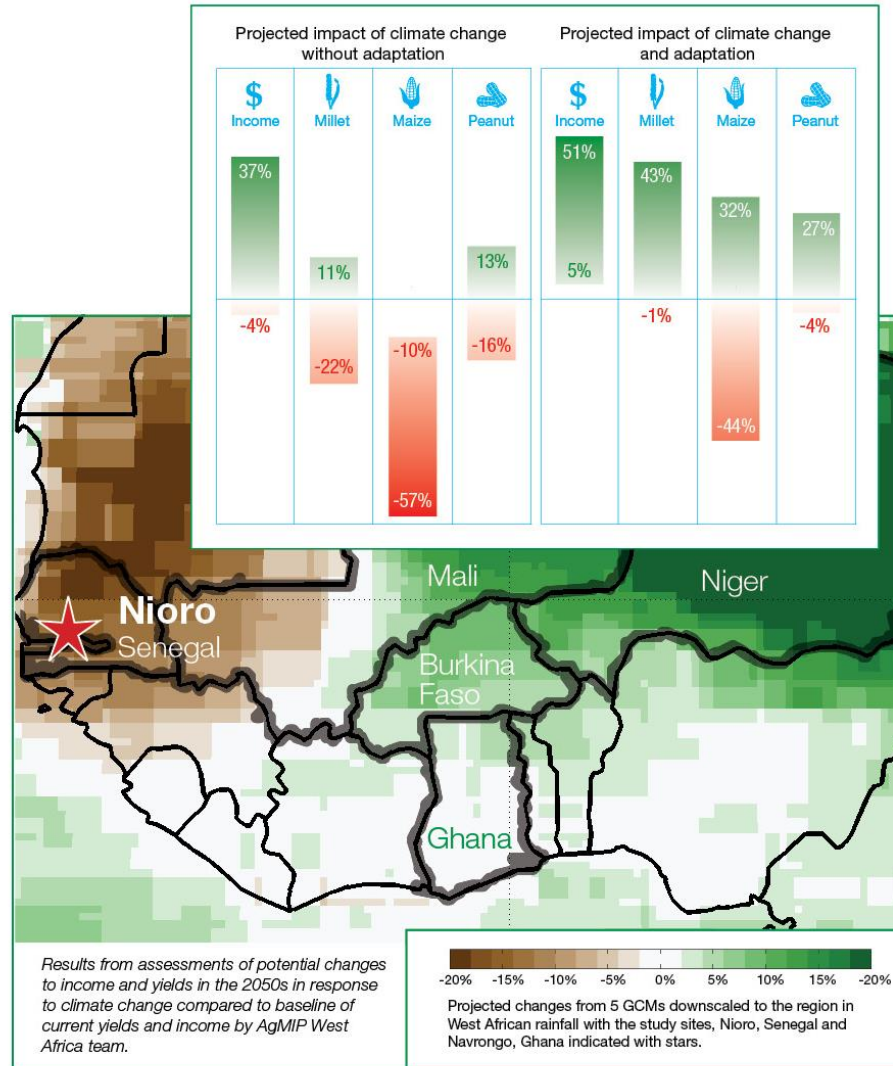 Projected impact of climate change
without adaptation
Projected impact of climate change
and adaptation
$
Income
Millet
Maize
Peanut
$
Income
Millet
Maize
Peanut
37%
11%
13%
-4%
-22%
-10%
-57%
-16%
51%
5%
43%
32%
27%
-1%
-44%
-4%
Mali
Niger
Nioro
Senegal
Burkina
Faso
Ghana
Results from assessments of potential changes
to income and yields in the 2050s in response
to climate change compared to baseline of
current yields and income by AgMIP West
Africa team.
-20% -15% -10% -5% 0% 5% 10% 15% -20%
Projected changes from 5 GCMs downscaled to the region in
West African rainfall with the study sites, Nioro, Senegal and
Navrongo, Ghana indicated with stars.